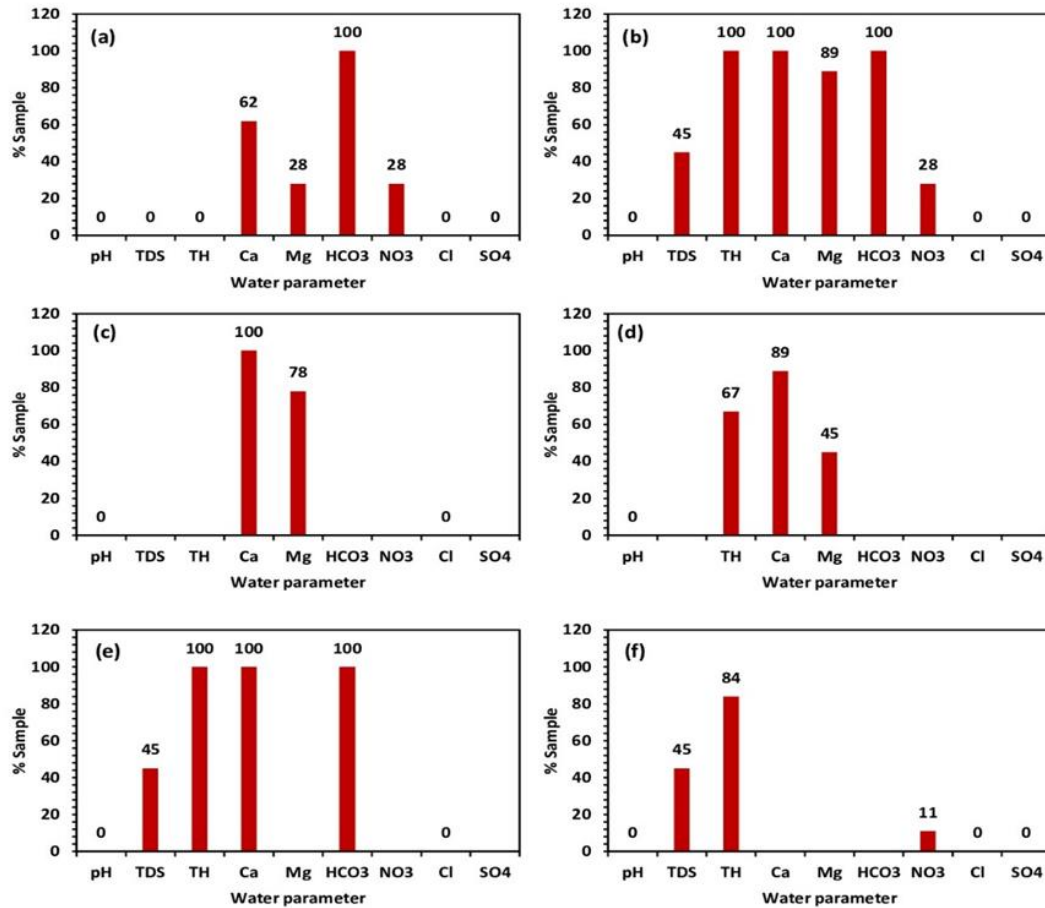 120
100
80
60
40
20
0
% Sample
(a)
0 0 0 62 28 100 28 0 0
pH TDS TH Ca Mg HCO3 NO3 Cl SO4
Water parameter
120
100
80
60
40
20
0
% Sample
(b)
0 45 100 100 89 100 28 0 0
pH TDS TH Ca Mg HCO3 NO3 Cl SO4
Water parameter
120
100
80
60
40
20
0
% Sample
(c)
0 100 78 0
pH TDS TH Ca Mg HCO3 NO3 Cl SO4
Water parameter
120
100
80
60
40
20
0
% Sample
(d)
0 67 89 45
pH TH Ca Mg HCO3 NO3 Cl SO4
Water parameter
120
100
80
60
40
20
0
% Sample
(e)
0 45 100 100 100 0
pH TDS TH Ca Mg HCO3 NO3 Cl SO4
Water parameter
120
100
80
60
40
20
0
% Sample
(f)
0 45 84 11 0 0
pH TDS TH Ca Mg HCO3 NO3 Cl SO4
Water parameter